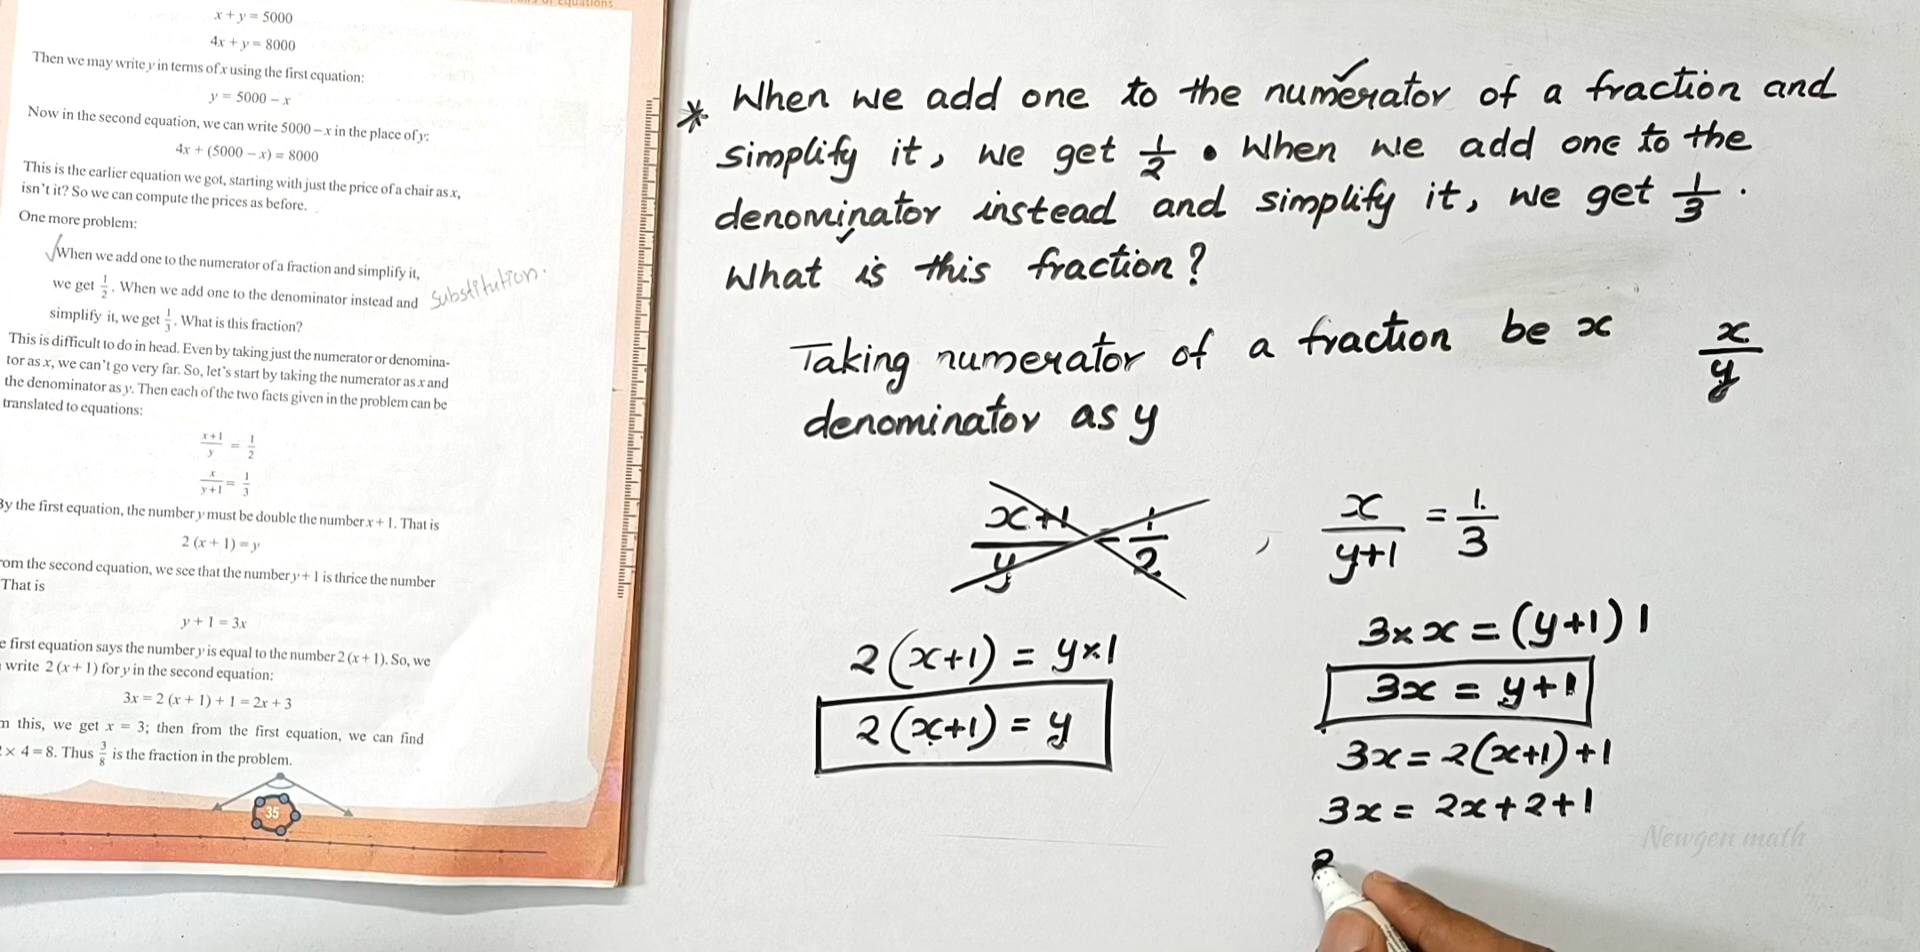 of Equations
x + y = 5000
4x + y = 8000
Then we may write y in terms of x using the first equation:
y = 5000 – x
Now in the second equation, we can write 5000 – x in the place of y:
4x + (5000 – x) = 8000
This is the earlier equation we got, starting with just the price of a chair as x,
isn't it? So we can compute the prices as before.
One more problem:
When we add one to the numerator of a fraction and simplify it,
we get 1/2. When we add one to the denominator instead and
simplify it, we get 1/3. What is this fraction?
substitution.
This is difficult to do in head. Even by taking just the numerator or denomina-
tor as x, we can't go very far. So, let's start by taking the numerator as x and
the denominator as y. Then each of the two facts given in the problem can be
translated to equations:
x+1/y = 1/2
x/y+1 = 1/3
By the first equation, the number y must be double the number x + 1. That is
2 (x + 1) = y
rom the second equation, we see that the number y + 1 is thrice the number
That is
y + 1 = 3x
e first equation says the number y is equal to the number 2 (x + 1). So, we
write 2 (x + 1) for y in the second equation:
3x = 2 (x + 1) + 1 = 2x + 3
m this, we get x = 3; then from the first equation, we can find
× 4 = 8. Thus 3/8 is the fraction in the problem.
35
* When we add one to the numerator of a fraction and
simplify it, we get 1/2. When we add one to the
denominator instead and simplify it, we get 1/3.
What is this fraction?
Taking numerator of a fraction be x
x/y
denominator as y
x+1/y = 1/2 , x/y+1 = 1/3
2(x+1) = y×1
2(x+1) = y
3×x = (y+1)1
3x = y+1
3x = 2(x+1)+1
3x = 2x+2+1
Newgen math